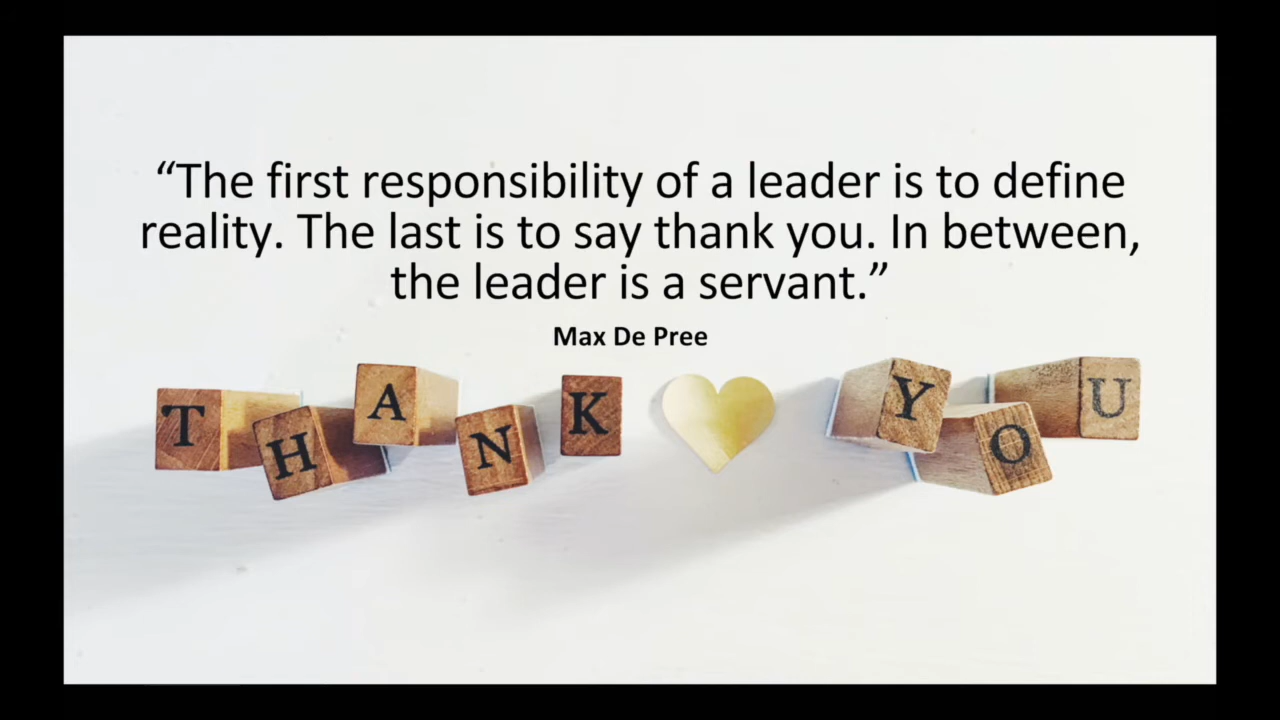 “The first responsibility of a leader is to define
reality. The last is to say thank you. In between,
the leader is a servant.”
Max De Pree
THANK YOU